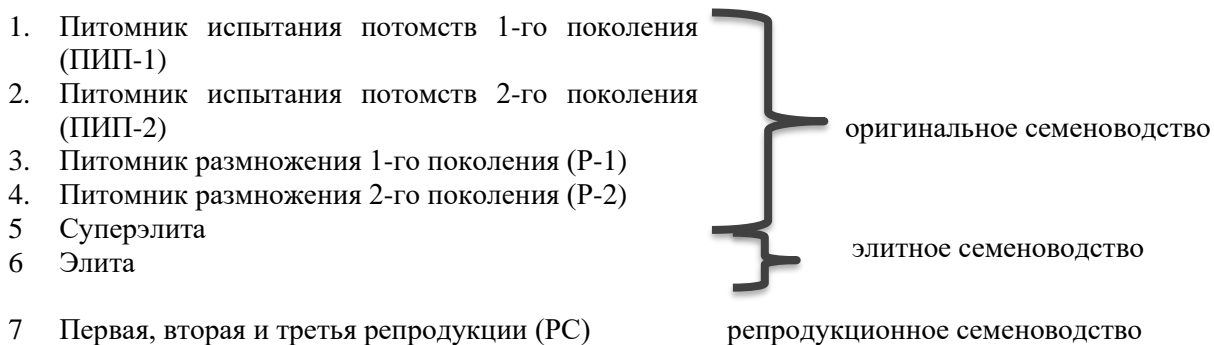 1. Питомник испытания потомств 1-го поколения
(ПИП-1)
2. Питомник испытания потомств 2-го поколения
(ПИП-2)
оригинальное семеноводство
3. Питомник размножения 1-го поколения (Р-1)
4. Питомник размножения 2-го поколения (Р-2)
5 Суперэлита
элитное семеноводство
6 Элита
7 Первая, вторая и третья репродукции (РС) репродукционное семеноводство